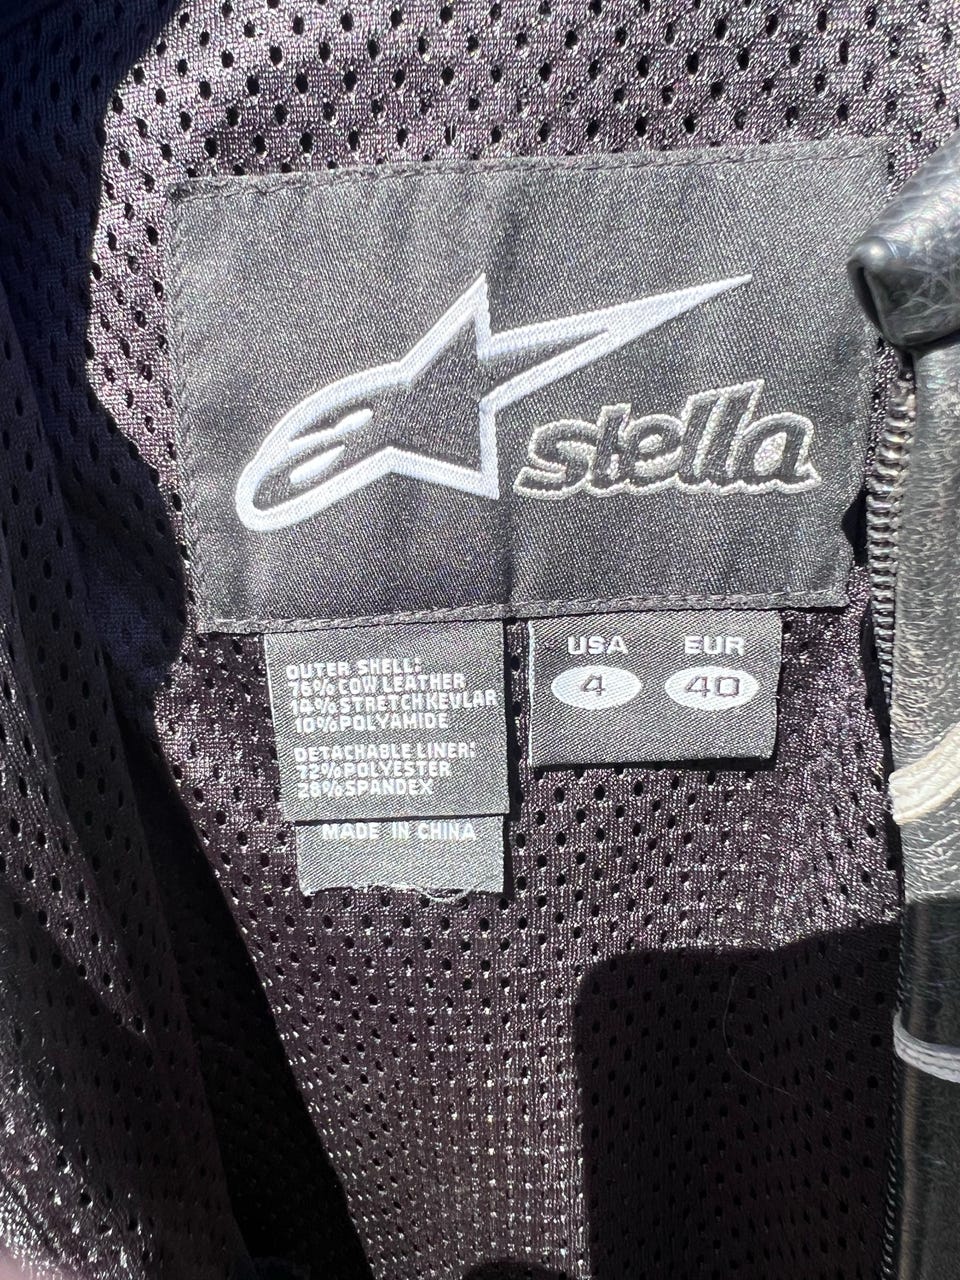 stella
OUTER SHELL:
76% COW LEATHER
14% STRETCH KEVLAR
10% POLYAMIDE
DETACHABLE LINER:
72% POLYESTER
28% SPANDEX
MADE IN CHINA
USA EUR
4 40